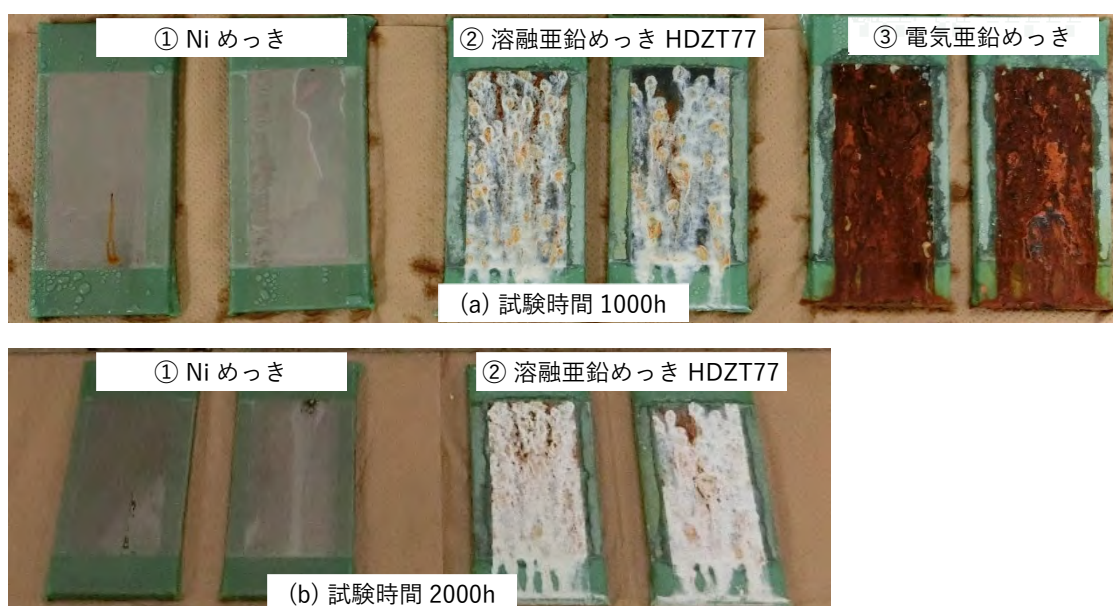 ① Ni めっき
② 溶融亜鉛めっき HDZT77
③ 電気亜鉛めっき
(a) 試験時間 1000h
① Ni めっき
② 溶融亜鉛めっき HDZT77
(b) 試験時間 2000h